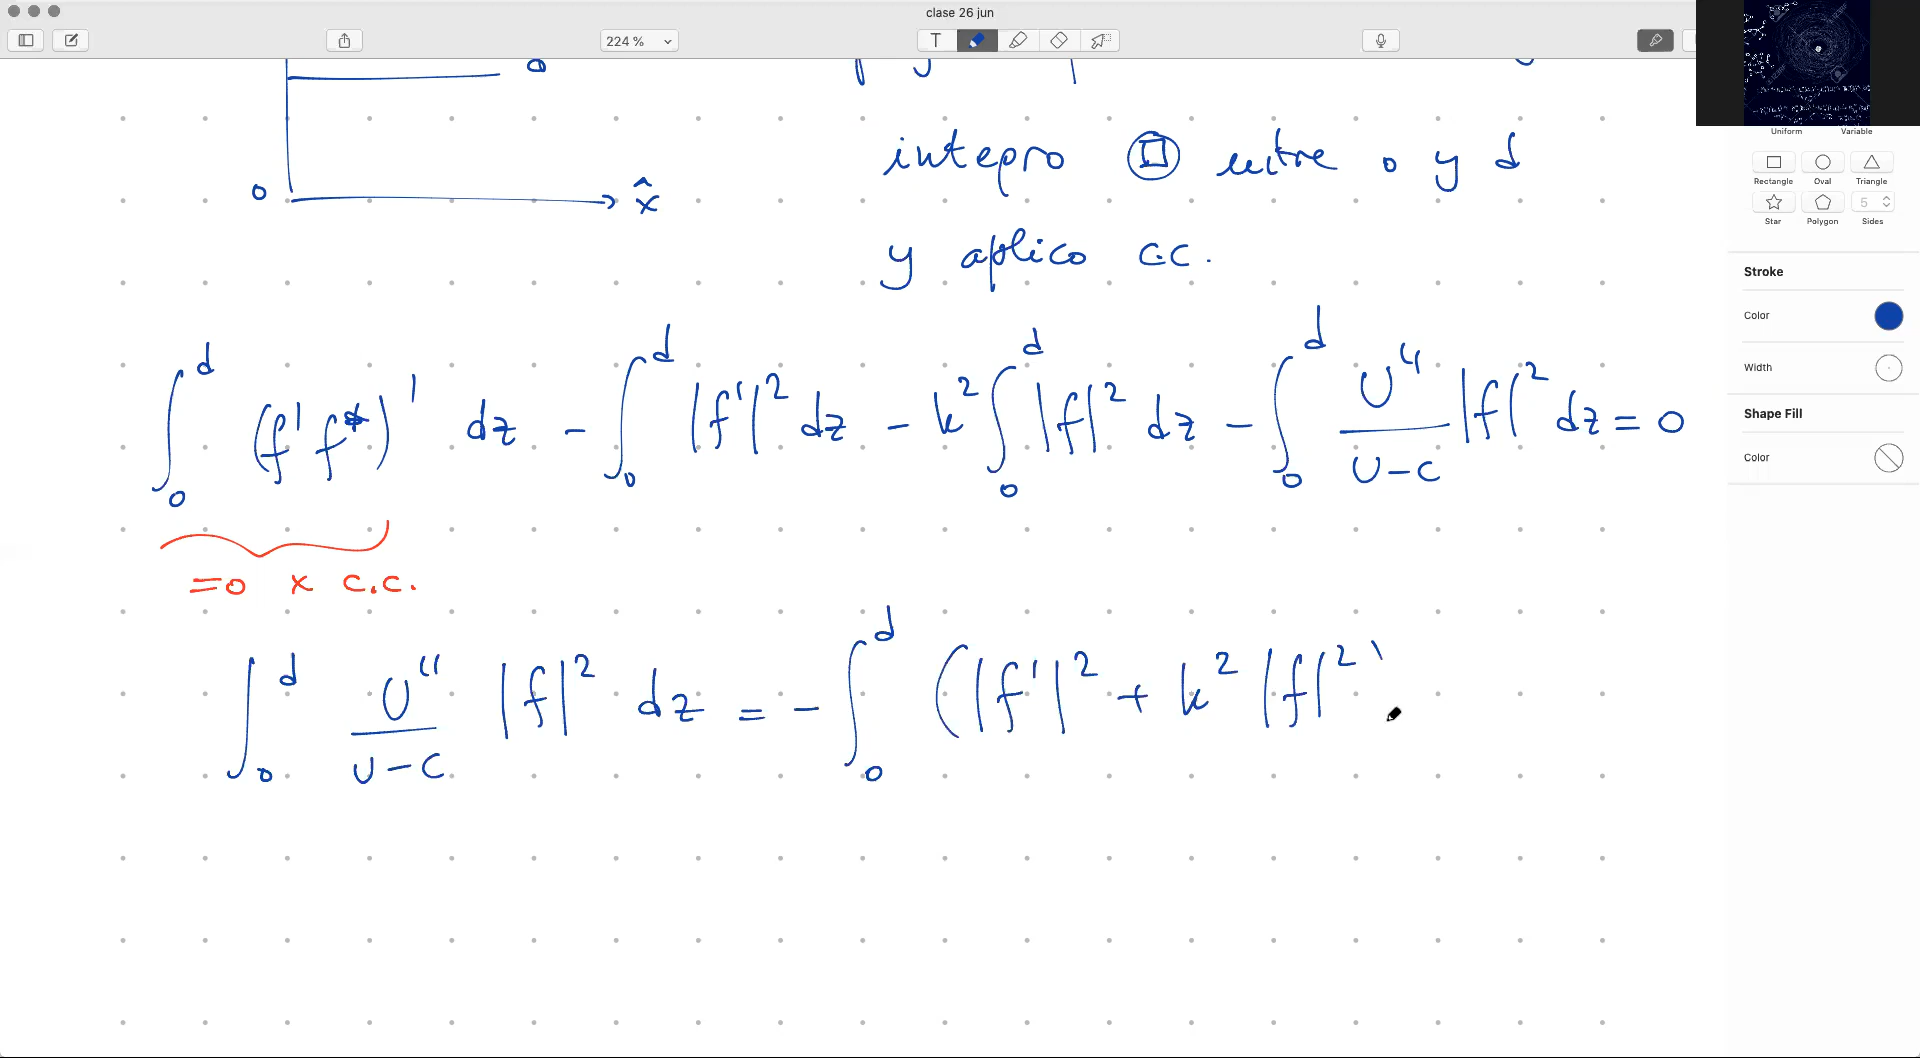 clase 26 jun
224 %
T
Uniform Variable
Rectangle Oval Triangle
5
Star Polygon Sides
Stroke
Color
Width
Shape Fill
Color
0
x̂
integro □ entre 0 y d
y aplico c.c.
∫₀ᵈ (f' f*)' dz - ∫₀ᵈ |f'|² dz - k² ∫₀ᵈ |f|² dz - ∫₀ᵈ U''/(U-c) |f|² dz = 0
=0 x c.c.
∫₀ᵈ U''/(U-c) |f|² dz = - ∫₀ᵈ (|f'|² + k² |f|²